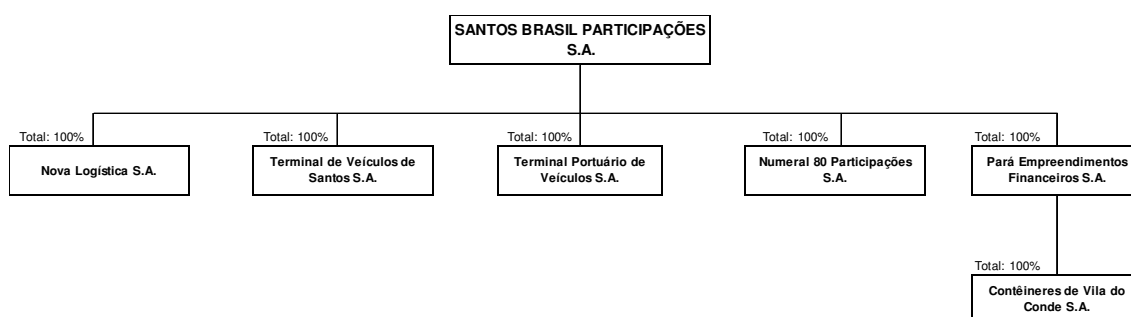 SANTOS BRASIL PARTICIPAÇÕES
S.A.
Total: 100%
Total: 100%
Total: 100%
Total: 100%
Total: 100%
Nova Logística S.A.
Terminal de Veículos de
Santos S.A.
Terminal Portuário de
Veículos S.A.
Numeral 80 Participações
S.A.
Pará Empreendimentos
Financeiros S.A.
Total: 100%
Contêineres de Vila do
Conde S.A.